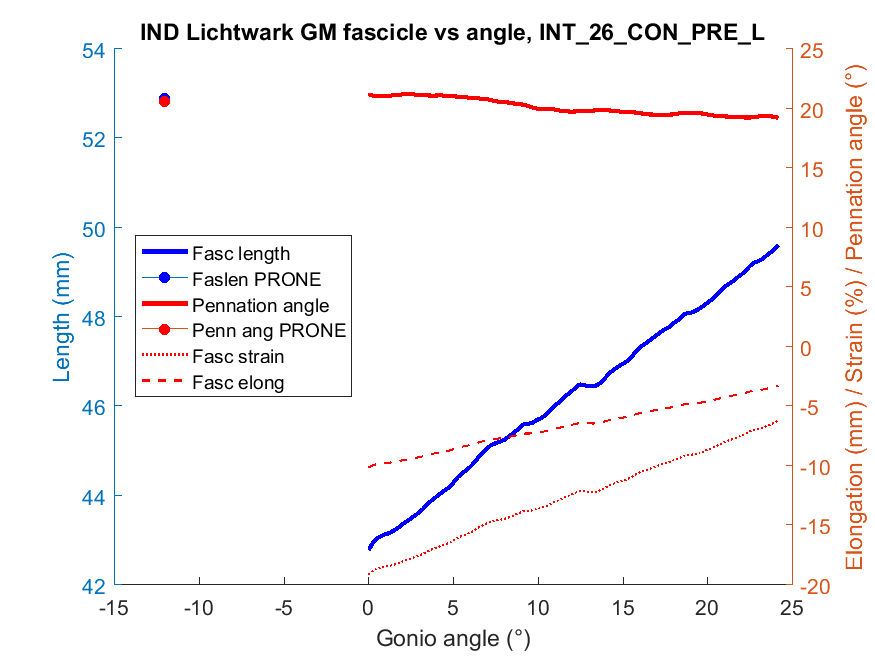 IND Lichtwark GM fascicle vs angle, INT_26_CON_PRE_L
54
52
50
48
46
44
42
Length (mm)
25
20
15
10
5
0
-5
-10
-15
-20
Elongation (mm) / Strain (%) / Pennation angle (°)
Fasc length
Faslen PRONE
Pennation angle
Penn ang PRONE
Fasc strain
Fasc elong
-15
-10
-5
0
5
10
15
20
25
Gonio angle (°)